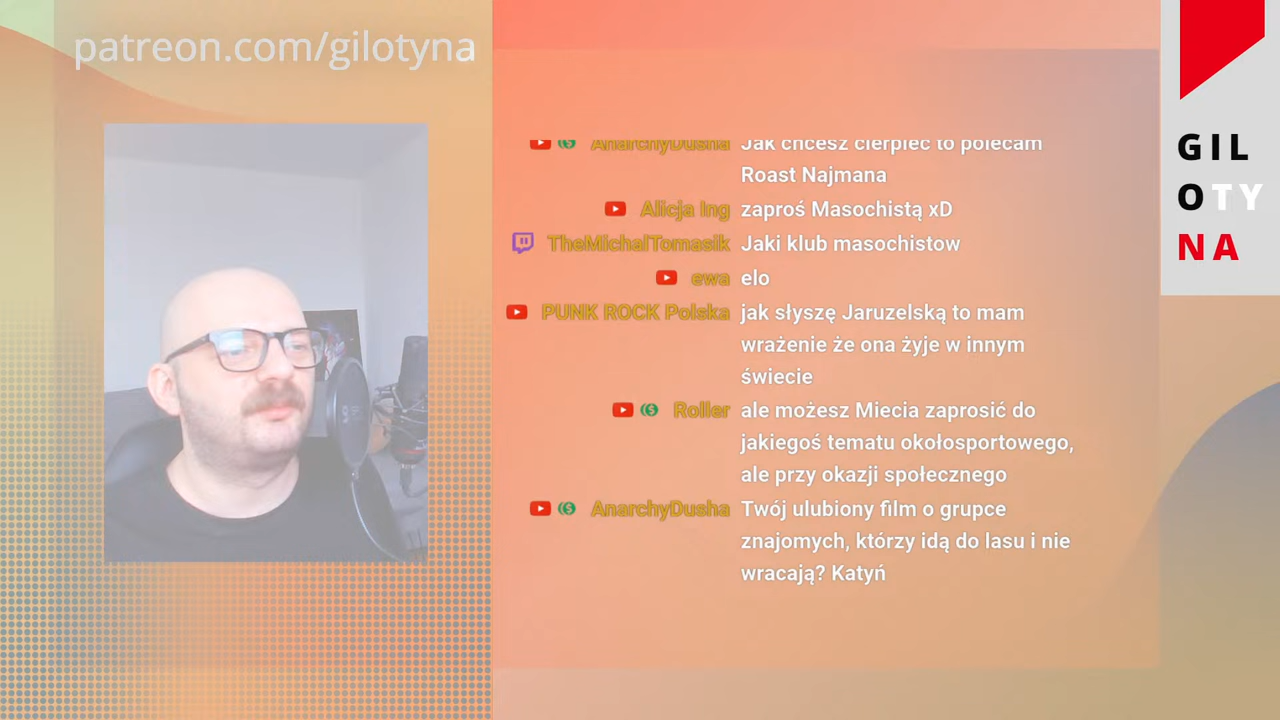 patreon.com/gilotyna
AnarchyDusha Jak chcesz cierpieć to polecam
Roast Najmana
Alicja Ing zaproś Masochistą xD
TheMichalTomasik Jaki klub masochistow
ewa elo
PUNK ROCK Polska jak słyszę Jaruzelską to mam
wrażenie że ona żyje w innym
świecie
Roller ale możesz Miecia zaprosić do
jakiegoś tematu okołosportowego,
ale przy okazji społecznego
AnarchyDusha Twój ulubiony film o grupce
znajomych, którzy idą do lasu i nie
wracają? Katyń
GIL
OTY
NA